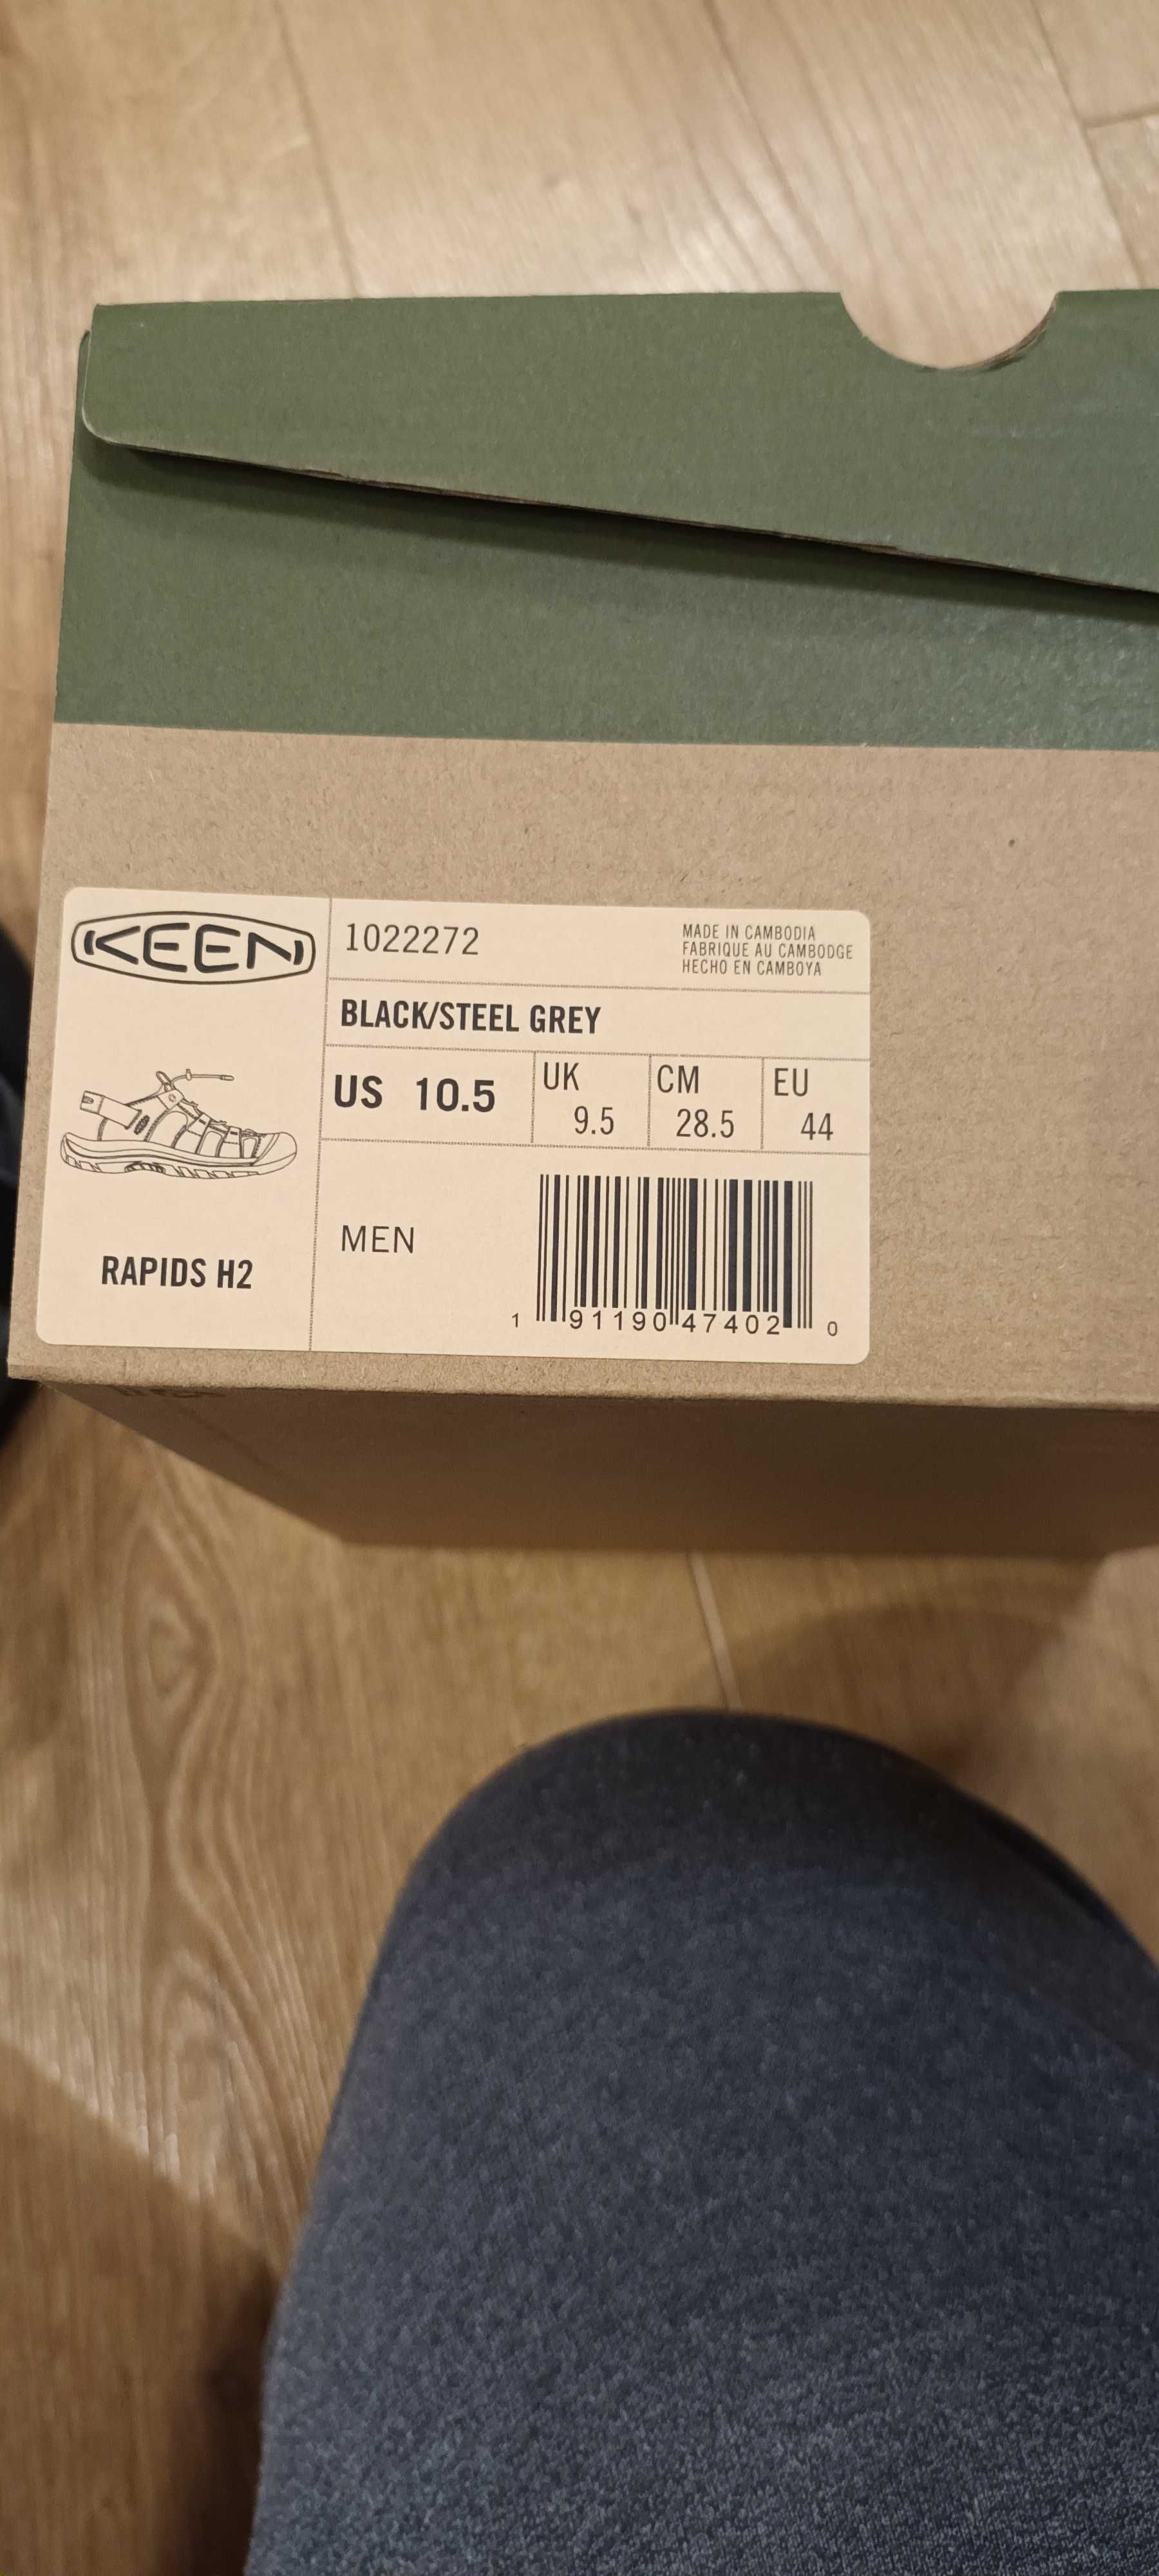 KEEN
1022272
MADE IN CAMBODIA
FABRIQUE AU CAMBODGE
HECHO EN CAMBOYA
BLACK/STEEL GREY
US 10.5
UK 9.5
CM 28.5
EU 44
MEN
RAPIDS H2
1 91190 47402 0